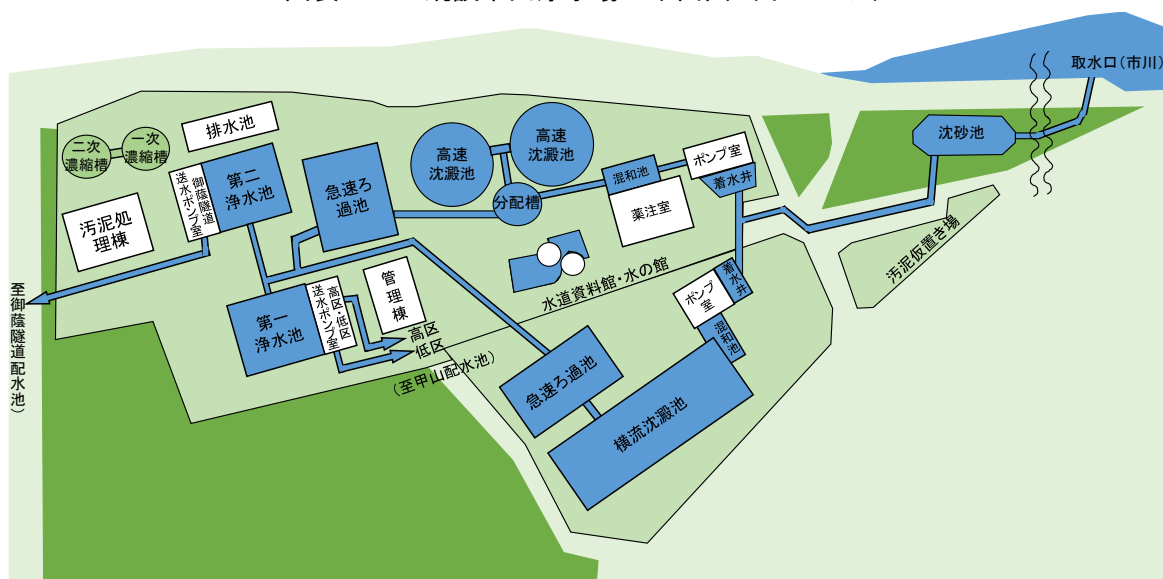 取水口(市川)
沈砂池
高速
沈澱池
高速
沈澱池
分配槽
混和池
ポンプ室
着水井
薬注室
排水池
一次
濃縮槽
二次
濃縮槽
汚泥処
理棟
御蔭隧道
送水ポンプ室
第二
浄水池
急速ろ
過池
汚泥仮置き場
水道資料館・水の館
着水井
ポンプ
室
混和池
管理棟
第一
浄水池
高区・低区
送水ポンプ室
高区
低区
(至甲山配水池)
急速ろ過池
横流沈澱池
至御蔭隧道配水池)